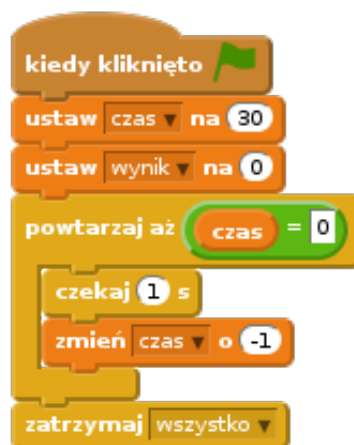 kiedy kliknięto
ustaw czas na 30
ustaw wynik na 0
powtarzaj aż czas = 0
czekaj 1 s
zmień czas o -1
zatrzymaj wszystko